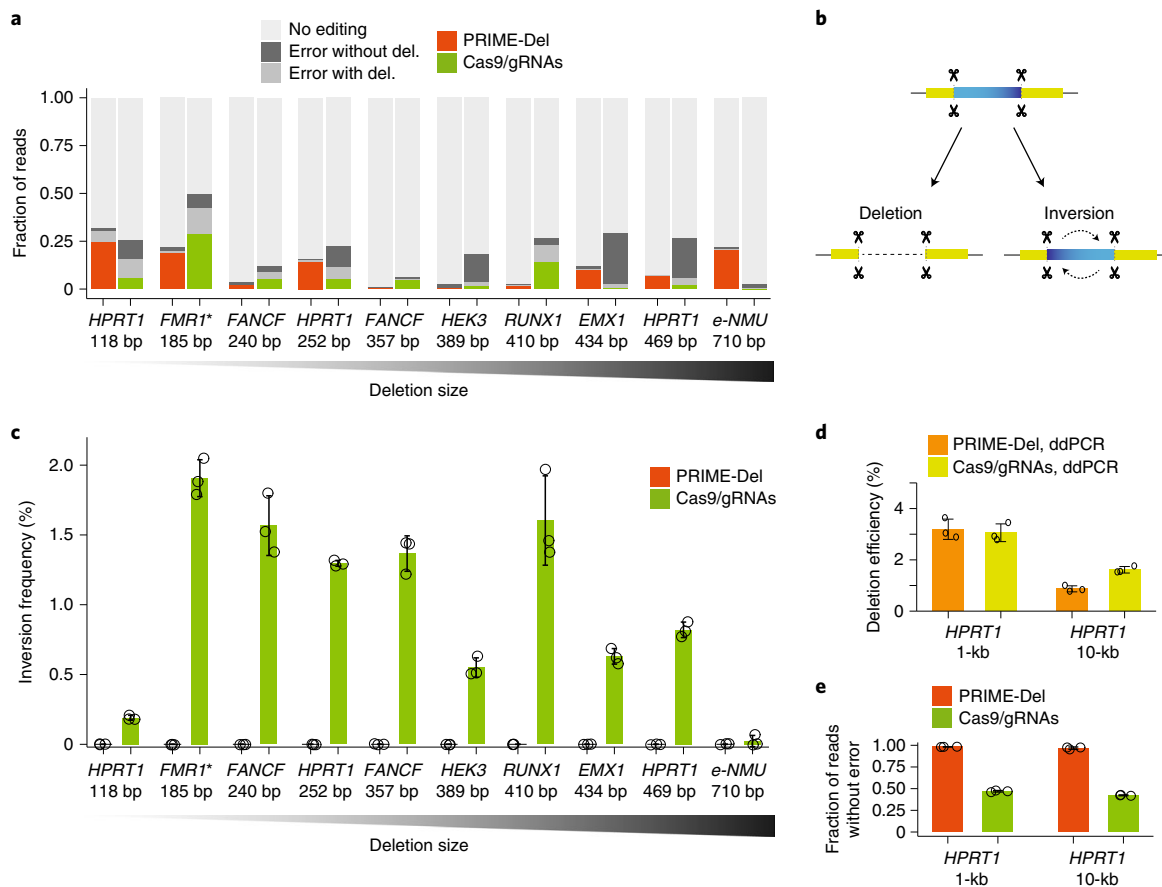 a
No editing
Error without del.
Error with del.
PRIME-Del
Cas9/gRNAs
Fraction of reads
1.00
0.75
0.50
0.25
0
HPRT1 FMR1* FANCF HPRT1 FANCF HEK3 RUNX1 EMX1 HPRT1 e-NMU
118 bp 185 bp 240 bp 252 bp 357 bp 389 bp 410 bp 434 bp 469 bp 710 bp
Deletion size
b
Deletion Inversion
c
PRIME-Del
Cas9/gRNAs
Inversion frequency (%)
2.0
1.5
1.0
0.5
0
HPRT1 FMR1* FANCF HPRT1 FANCF HEK3 RUNX1 EMX1 HPRT1 e-NMU
118 bp 185 bp 240 bp 252 bp 357 bp 389 bp 410 bp 434 bp 469 bp 710 bp
Deletion size
d
PRIME-Del, ddPCR
Cas9/gRNAs, ddPCR
Deletion efficiency (%)
4
2
0
HPRT1 HPRT1
1-kb 10-kb
e
PRIME-Del
Cas9/gRNAs
Fraction of reads
without error
1.00
0.75
0.50
0.25
0
HPRT1 HPRT1
1-kb 10-kb